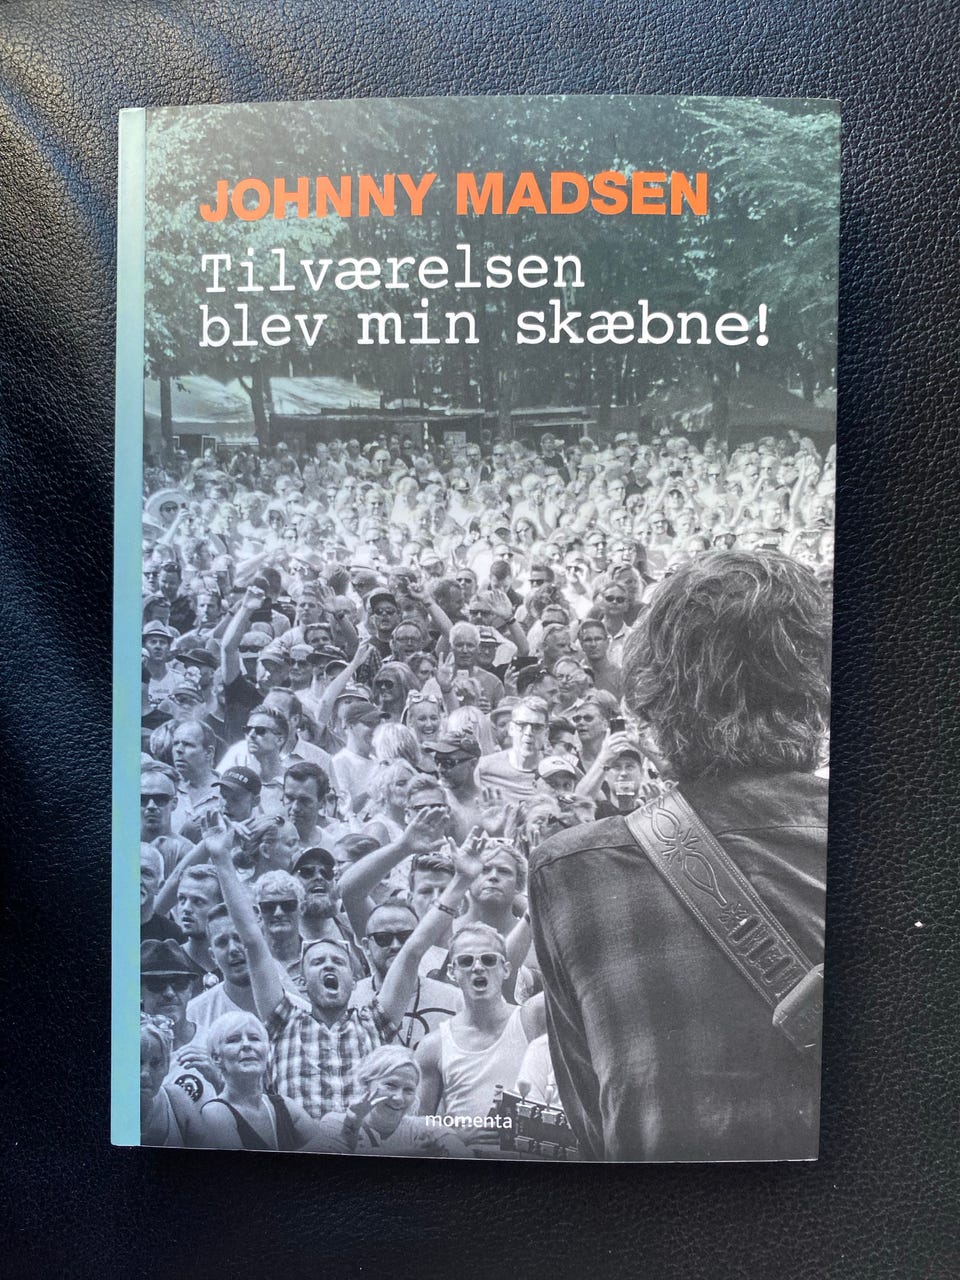 JOHNNY MADSEN
Tilværelsen
blev min skæbne!
momenta